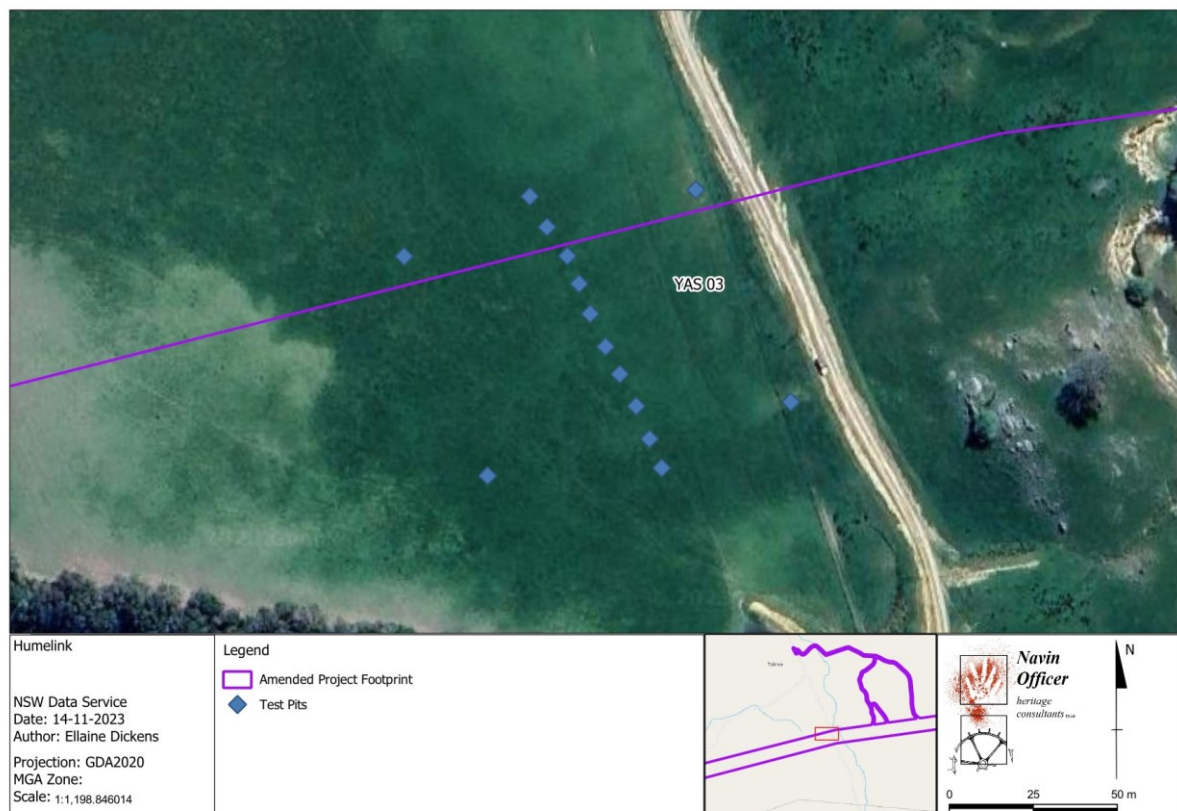 YAS 03
Humelink
NSW Data Service
Date: 14-11-2023
Author: Ellaine Dickens
Projection: GDA2020
MGA Zone:
Scale: 1:1,198.846014
Legend
Amended Project Footprint
Test Pits
Navin
Officer
heritage
consultants
N
0 25 50 m